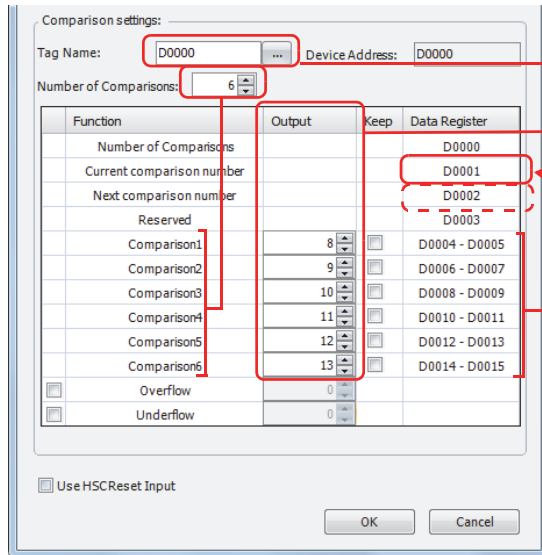 Comparison settings:
Tag Name: D0000 ... Device Address: D0000
Number of Comparisons: 6
Function Output Keep Data Register
Number of Comparisons D0000
Current comparison number D0001
Next comparison number D0002
Reserved D0003
Comparison1 8 D0004 - D0005
Comparison2 9 D0006 - D0007
Comparison3 10 D0008 - D0009
Comparison4 11 D0010 - D0011
Comparison5 12 D0012 - D0013
Comparison6 13 D0014 - D0015
Overflow 0
Underflow 0
Use HSCReset Input
OK Cancel